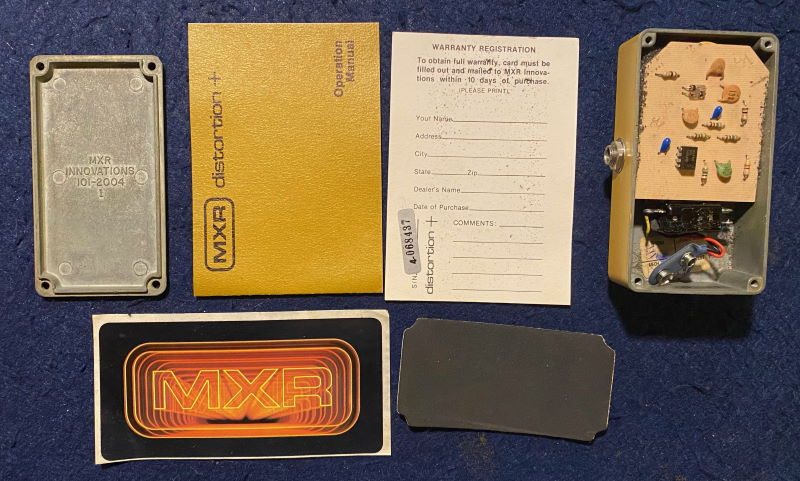 MXR
INNOVATIONS
101-2004
1
Operation
Manual
MXR distortion +
WARRANTY REGISTRATION
To obtain full warranty, card must be
filled out and mailed to MXR Innova-
tions within 10 days of purchase.
(PLEASE PRINT)
Your Name
Address
City
State Zip
Dealer's Name
Date of Purchase
COMMENTS:
S/N
4-068437
distortion +
MXR